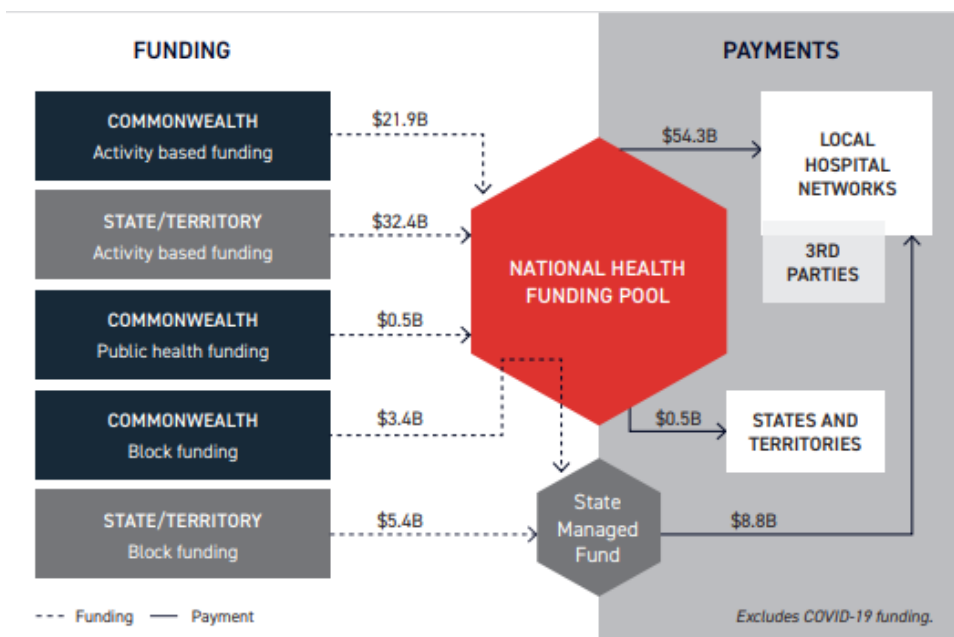 FUNDING
PAYMENTS
COMMONWEALTH
Activity based funding
$21.9B
STATE/TERRITORY
Activity based funding
$32.4B
COMMONWEALTH
Public health funding
$0.5B
COMMONWEALTH
Block funding
$3.4B
STATE/TERRITORY
Block funding
$5.4B
NATIONAL HEALTH
FUNDING POOL
State
Managed
Fund
$54.3B
LOCAL
HOSPITAL
NETWORKS
3RD
PARTIES
$0.5B
STATES AND
TERRITORIES
$8.8B
Funding
Payment
Excludes COVID-19 funding.